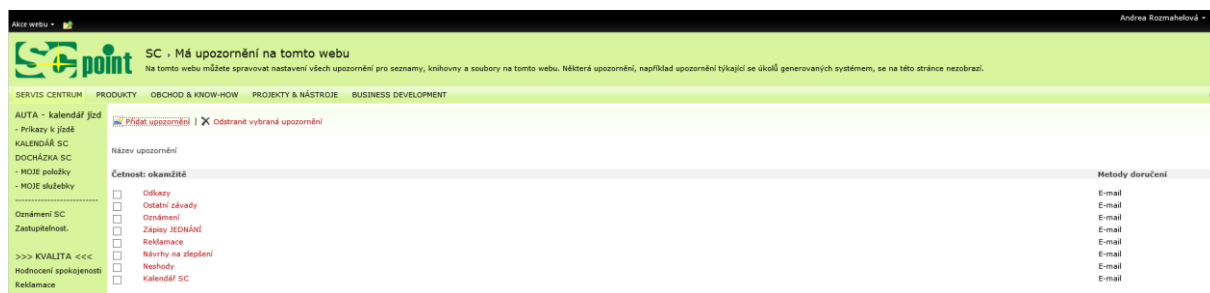 Akce webu
Andrea Rozmahelová
SC point
SC › Má upozornění na tomto webu
Na tomto webu můžete spravovat nastavení všech upozornění pro seznamy, knihovny a soubory na tomto webu. Některá upozornění, například upozornění týkající se úkolů generovaných systémem, se na této stránce nezobrazí.
SERVIS CENTRUM PRODUKTY OBCHOD & KNOW-HOW PROJEKTY & NÁSTROJE BUSINESS DEVELOPMENT
AUTA - kalendář jízd
- Príkazy k jízdě
KALENDÁŘ SC
DOCHÁZKA SC
- MOJE položky
- MOJE služebky
--------------------------
Oznámení SC
Zastupitelnost.
>>> KVALITA <<<
Hodnocení spokojenosti
Reklamace
Přidat upozornění | Odstranit vybraná upozornění
Název upozornění
Četnost: okamžitě Metody doručení
Odkazy E-mail
Ostatní závady E-mail
Oznámení E-mail
Zápisy JEDNÁNÍ E-mail
Reklamace E-mail
Návrhy na zlepšení E-mail
Neshody E-mail
Kalendář SC E-mail